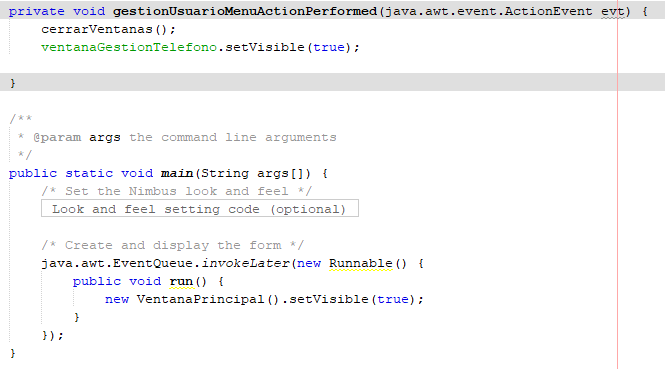 private void gestionUsuarioMenuActionPerformed(java.awt.event.ActionEvent evt) {
    cerrarVentanas();
    ventanaGestionTelefono.setVisible(true);

}

/**
 * @param args the command line arguments
 */
public static void main(String args[]) {
    /* Set the Nimbus look and feel */
    Look and feel setting code (optional)

    /* Create and display the form */
    java.awt.EventQueue.invokeLater(new Runnable() {
        public void run() {
            new VentanaPrincipal().setVisible(true);
        }
    });
}